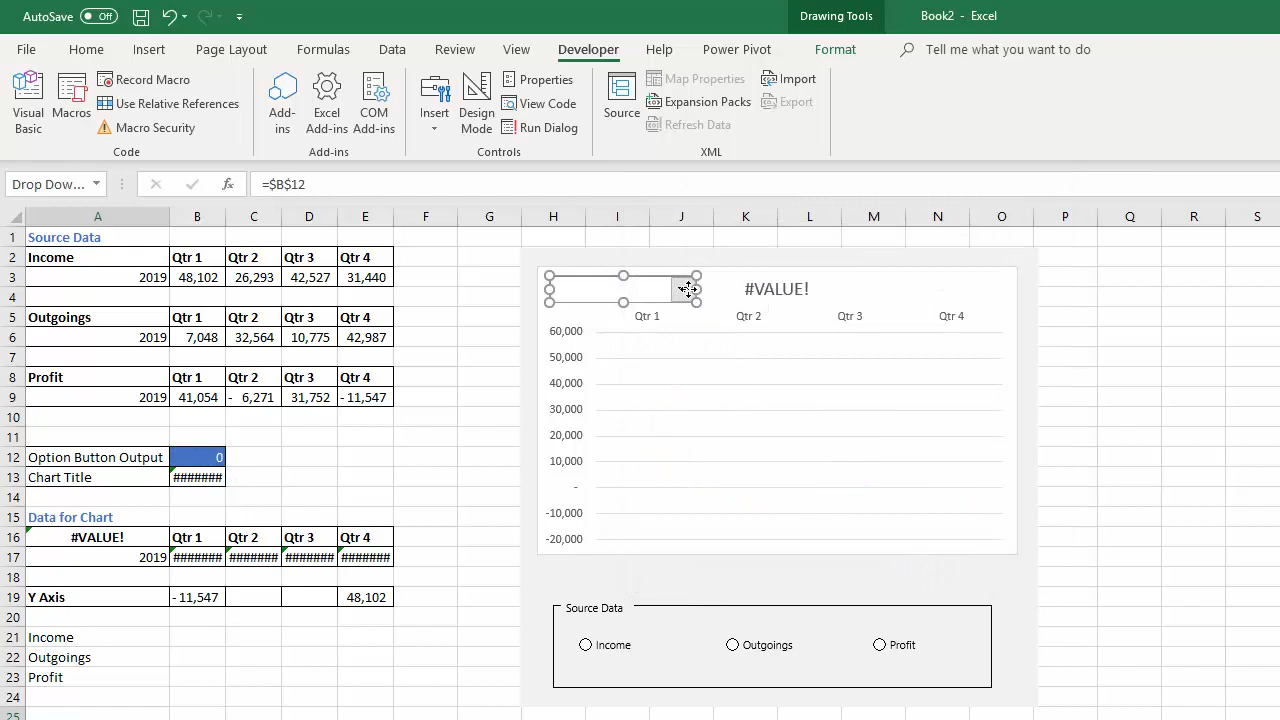 AutoSave Off Drawing Tools Book2 - Excel
File Home Insert Page Layout Formulas Data Review View Developer Help Power Pivot Format Tell me what you want to do
Visual Basic
Macros
Record Macro
Use Relative References
Macro Security
Code
Add-ins
Excel Add-ins
COM Add-ins
Add-ins
Insert
Design Mode
Properties
View Code
Run Dialog
Controls
Source
Map Properties
Expansion Packs
Refresh Data
Import
Export
XML
Drop Dow... fx =$B$12
A B C D E F G H I J K L M N O P Q R S
1 Source Data
2 Income Qtr 1 Qtr 2 Qtr 3 Qtr 4
3 2019 48,102 26,293 42,527 31,440
4
5 Outgoings Qtr 1 Qtr 2 Qtr 3 Qtr 4
6 2019 7,048 32,564 10,775 42,987
7
8 Profit Qtr 1 Qtr 2 Qtr 3 Qtr 4
9 2019 41,054 - 6,271 31,752 - 11,547
10
11
12 Option Button Output 0
13 Chart Title #######
14
15 Data for Chart
16 #VALUE! Qtr 1 Qtr 2 Qtr 3 Qtr 4
17 2019 ####### ####### ####### #######
18
19 Y Axis - 11,547 48,102
20
21 Income
22 Outgoings
23 Profit
24
25
#VALUE!
Qtr 1 Qtr 2 Qtr 3 Qtr 4
60,000
50,000
40,000
30,000
20,000
10,000
-
-10,000
-20,000
Source Data
Income Outgoings Profit